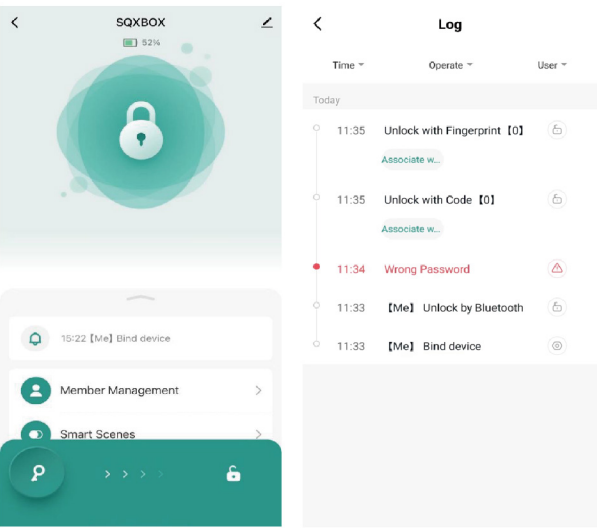 SQXBOX
52%
15:22【Me】Bind device
Member Management
Smart Scenes
Log
Time Operate User
Today
11:35 Unlock with Fingerprint【0】
Associate w...
11:35 Unlock with Code【0】
Associate w...
11:34 Wrong Password
11:33 【Me】 Unlock by Bluetooth
11:33 【Me】 Bind device